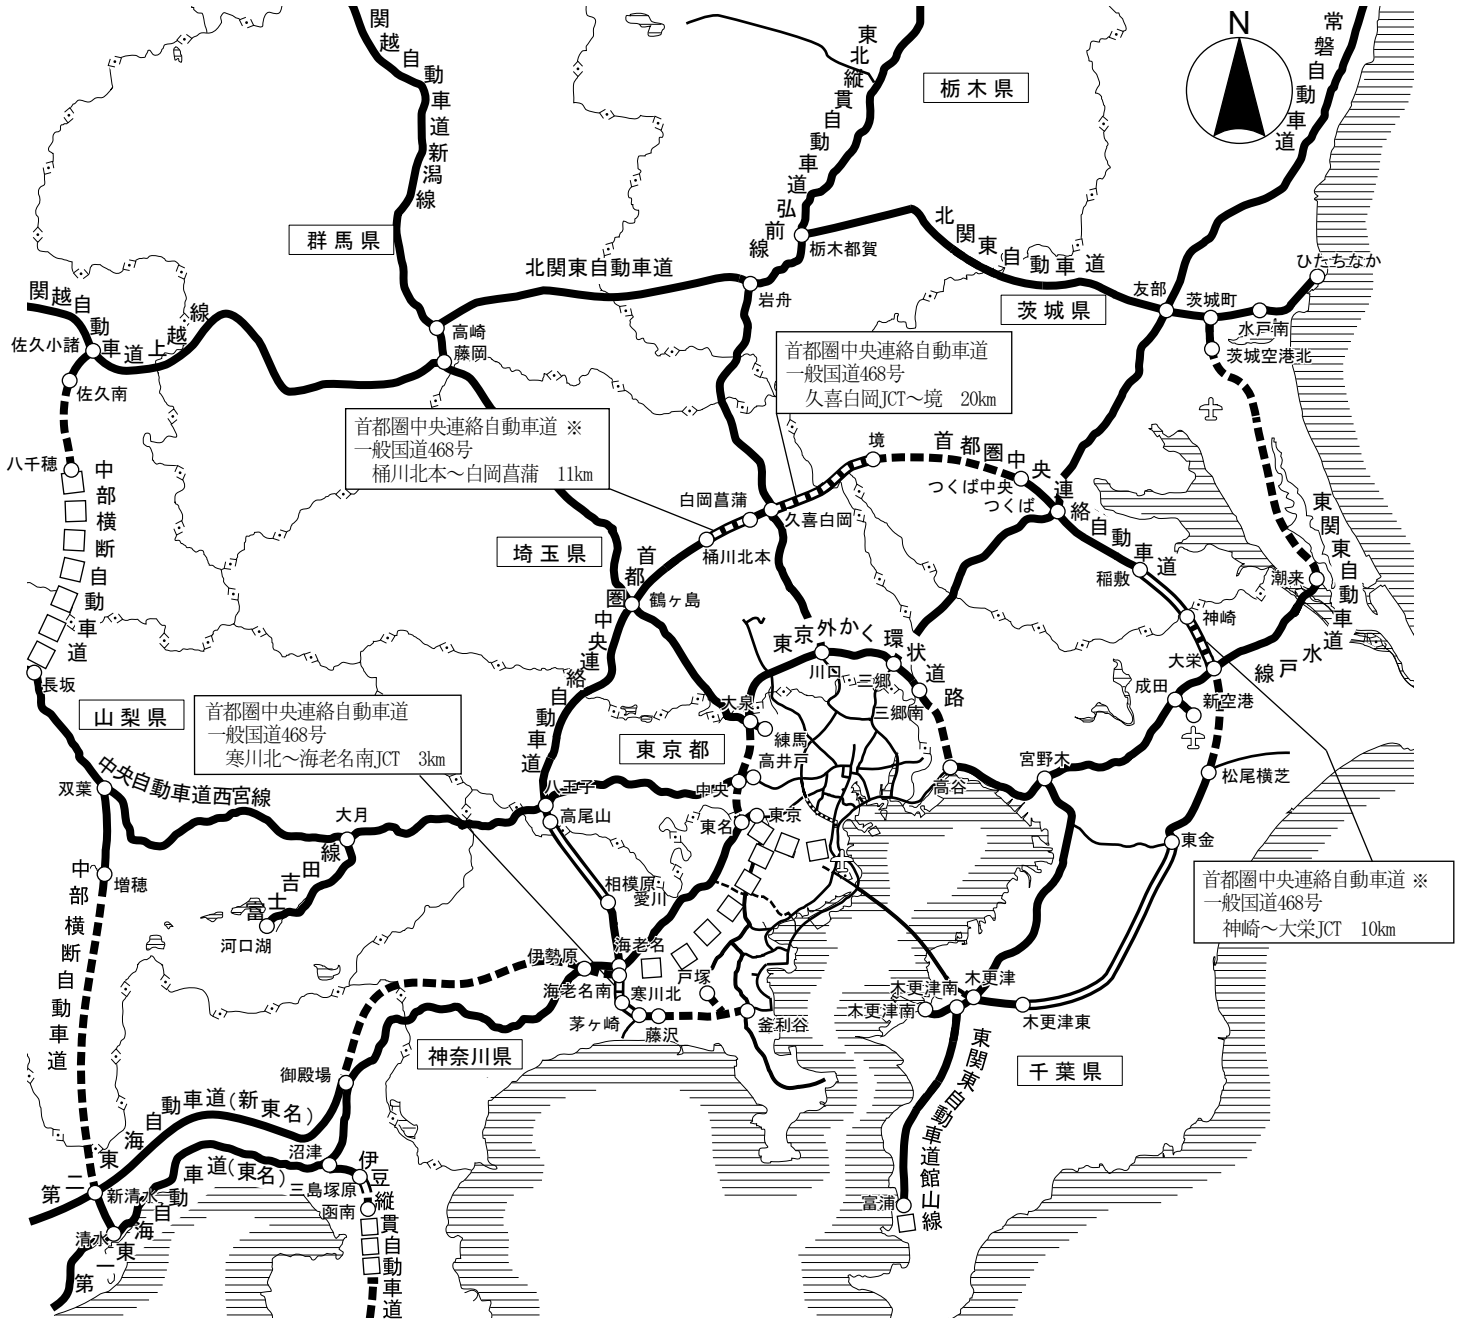 N
関越自動車道新潟線
東北縦貫自動車道弘前線
栃木県
常磐自動車道
群馬県
北関東自動車道
栃木都賀
北関東自動車道
ひたちなか
関越自動車道上越線
岩舟
友部
茨城町
茨城県
水戸南
高崎
佐久小諸
藤岡
茨城空港北
佐久南
首都圏中央連絡自動車道
一般国道468号
久喜白岡JCT～境 20km
首都圏中央連絡自動車道 ※
一般国道468号
桶川北本～白岡菖蒲 11km
境
首都圏中央連絡自動車道
八千穂
中部横断自動車道
つくば中央
つくば
白岡菖蒲
久喜白岡
東関東自動車道水戸線
埼玉県
桶川北本
稲敷
潮来
首都圏中央連絡自動車道
鶴ヶ島
神崎
東京外かく環状道路
川口
三郷
大栄
長坂
成田
新空港
山梨県
首都圏中央連絡自動車道
一般国道468号
寒川北～海老名南JCT 3km
大泉
三郷南
練馬
東京都
高井戸
中央自動車道西宮線
双葉
八王子
中央
高谷
宮野木
松尾横芝
大月
高尾山
東名
東京
東金
中部横断自動車道
増穂
富士吉田線
河口湖
相模原愛川
首都圏中央連絡自動車道 ※
一般国道468号
神崎～大栄JCT 10km
伊勢原
海老名
海老名南
寒川北
戸塚
木更津南
木更津
木更津南
木更津東
茅ヶ崎
藤沢
釜利谷
神奈川県
東関東自動車道館山線
千葉県
御殿場
第二東海自動車道(新東名)
沼津
第一東海自動車道(東名)
新清水
三島塚原
伊豆縦貫自動車道
函南
清水
富浦